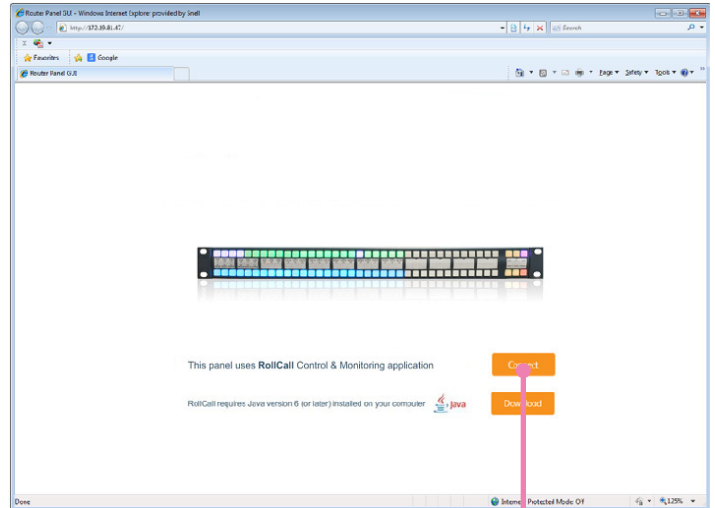 Router Panel GUI - Windows Internet Explorer provided by Snell
Search
Favorites Google
Router Panel GUI
Page Safety Tools
This panel uses RollCall Control & Monitoring application
Connect
RollCall requires Java version 6 (or later) installed on your computer
Java
Download
Done
Internet Protected Mode: Off
125%